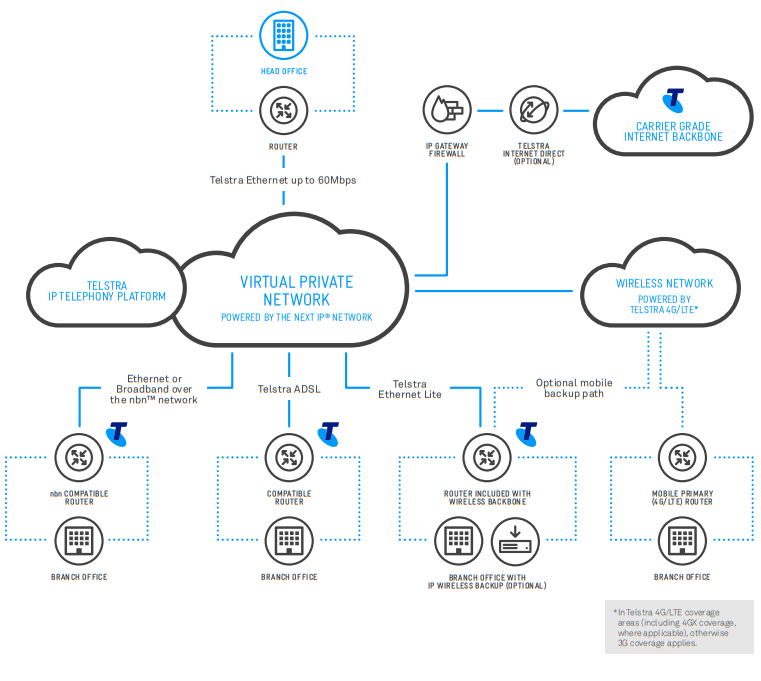 HEAD OFFICE
ROUTER
Telstra Ethernet up to 60Mbps
IP GATEWAY
FIREWALL
TELSTRA
INTERNET DIRECT
(OPTIONAL)
T
CARRIER GRADE
INTERNET BACKBONE
TELSTRA
IP TELEPHONY PLATFORM
VIRTUAL PRIVATE
NETWORK
POWERED BY THE NEXT IP® NETWORK
WIRELESS NETWORK
POWERED BY
TELSTRA 4G/LTE*
Ethernet or
Broadband over
the nbn™ network
Telstra ADSL
Telstra
Ethernet Lite
Optional mobile
backup path
T
nbn COMPATIBLE
ROUTER
BRANCH OFFICE
T
COMPATIBLE
ROUTER
BRANCH OFFICE
T
ROUTER INCLUDED WITH
WIRELESS BACKBONE
BRANCH OFFICE WITH
IP WIRELESS BACKUP (OPTIONAL)
MOBILE PRIMARY
(4G/LTE) ROUTER
BRANCH OFFICE
*In Telstra 4G/LTE coverage
areas (including 4GX coverage,
where applicable), otherwise
3G coverage applies.